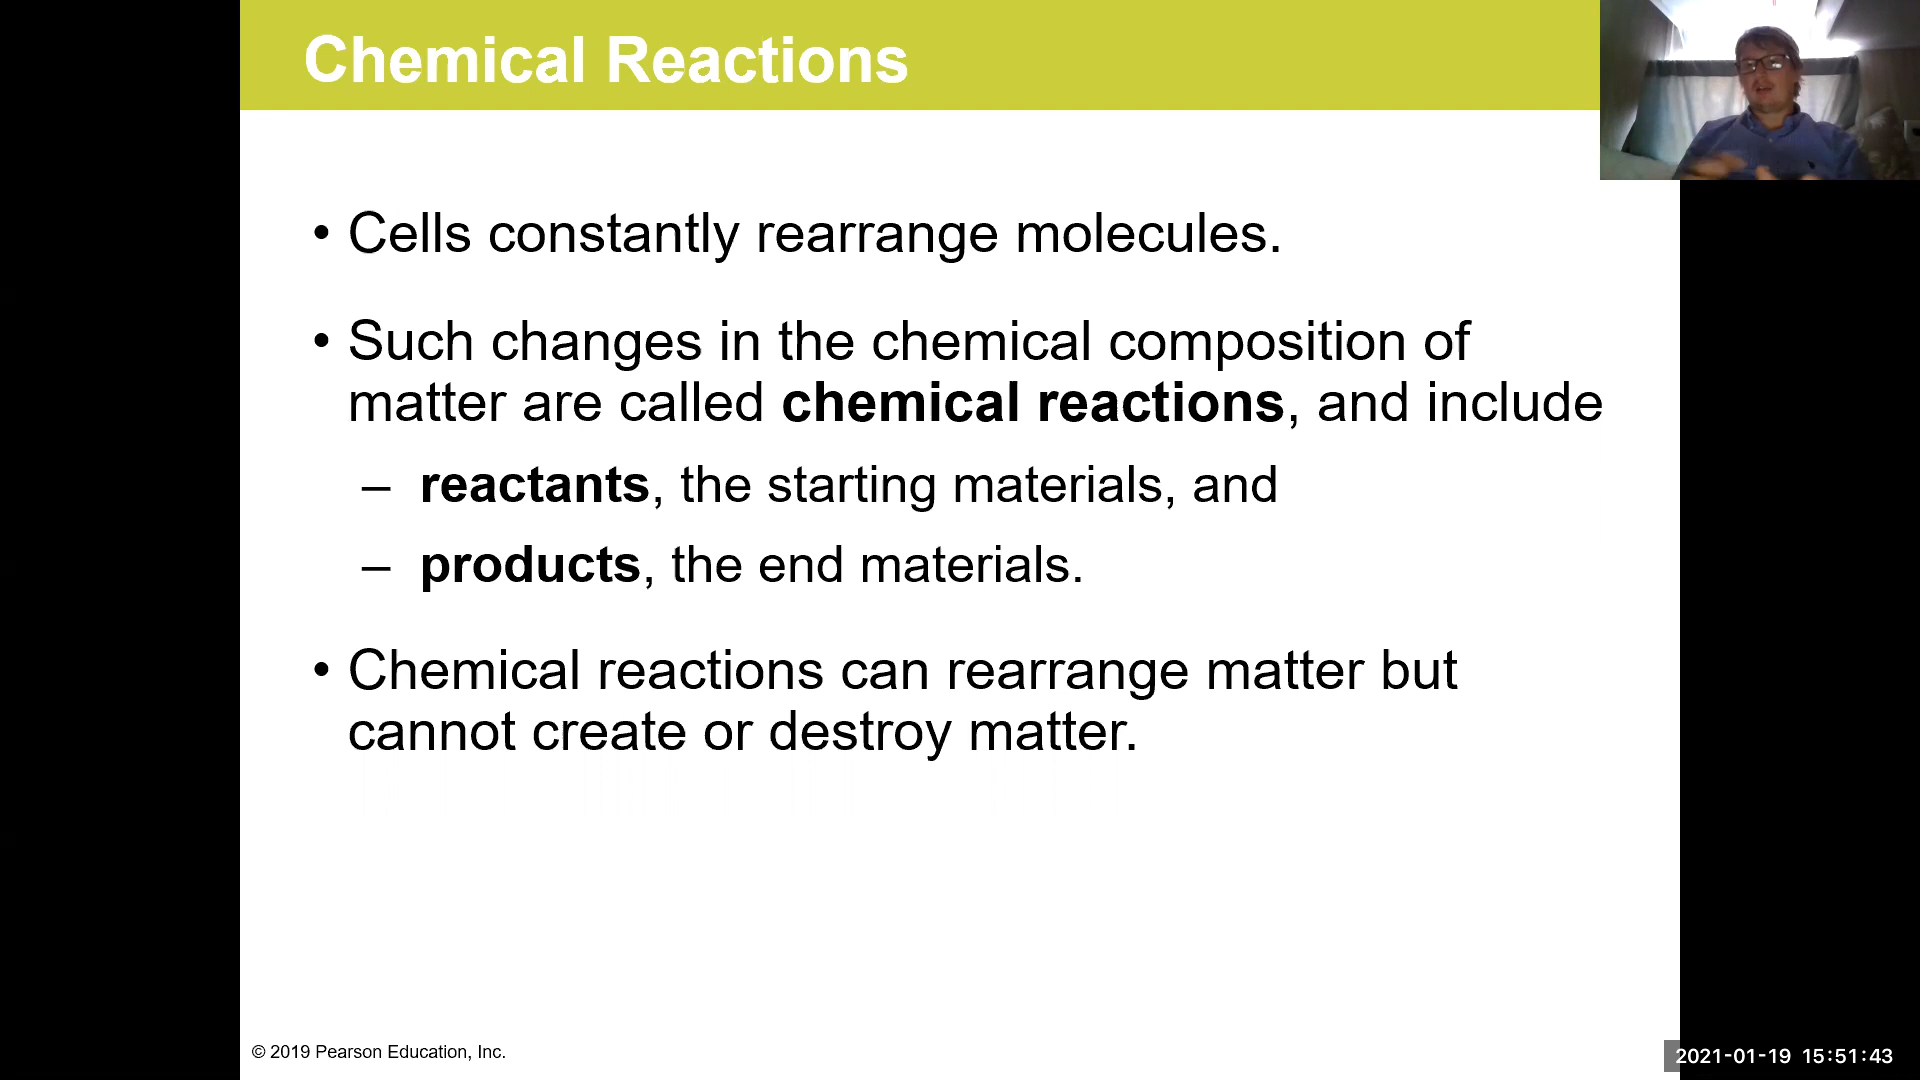 Chemical Reactions
• Cells constantly rearrange molecules.
• Such changes in the chemical composition of
matter are called chemical reactions, and include
– reactants, the starting materials, and
– products, the end materials.
• Chemical reactions can rearrange matter but
cannot create or destroy matter.
© 2019 Pearson Education, Inc.
2021-01-19 15:51:43